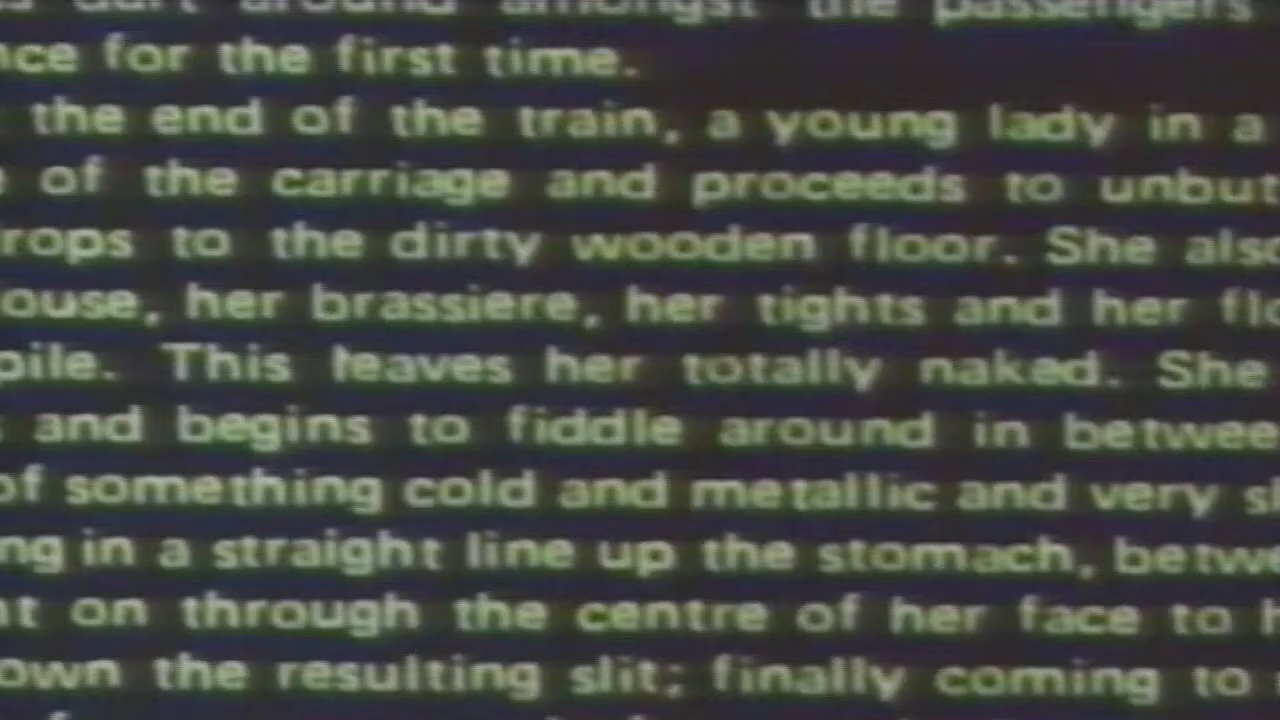 around amongst the passengers
nce for the first time.
the end of the train, a young lady in a
of the carriage and proceeds to unbut
rops to the dirty wooden floor. She also
ouse, her brassiere, her tights and her flo
pile. This leaves her totally naked. She
and begins to fiddle around in betwee
of something cold and metallic and very sl
ng in a straight line up the stomach, betwe
nt on through the centre of her face to h
own the resulting slit; finally coming to